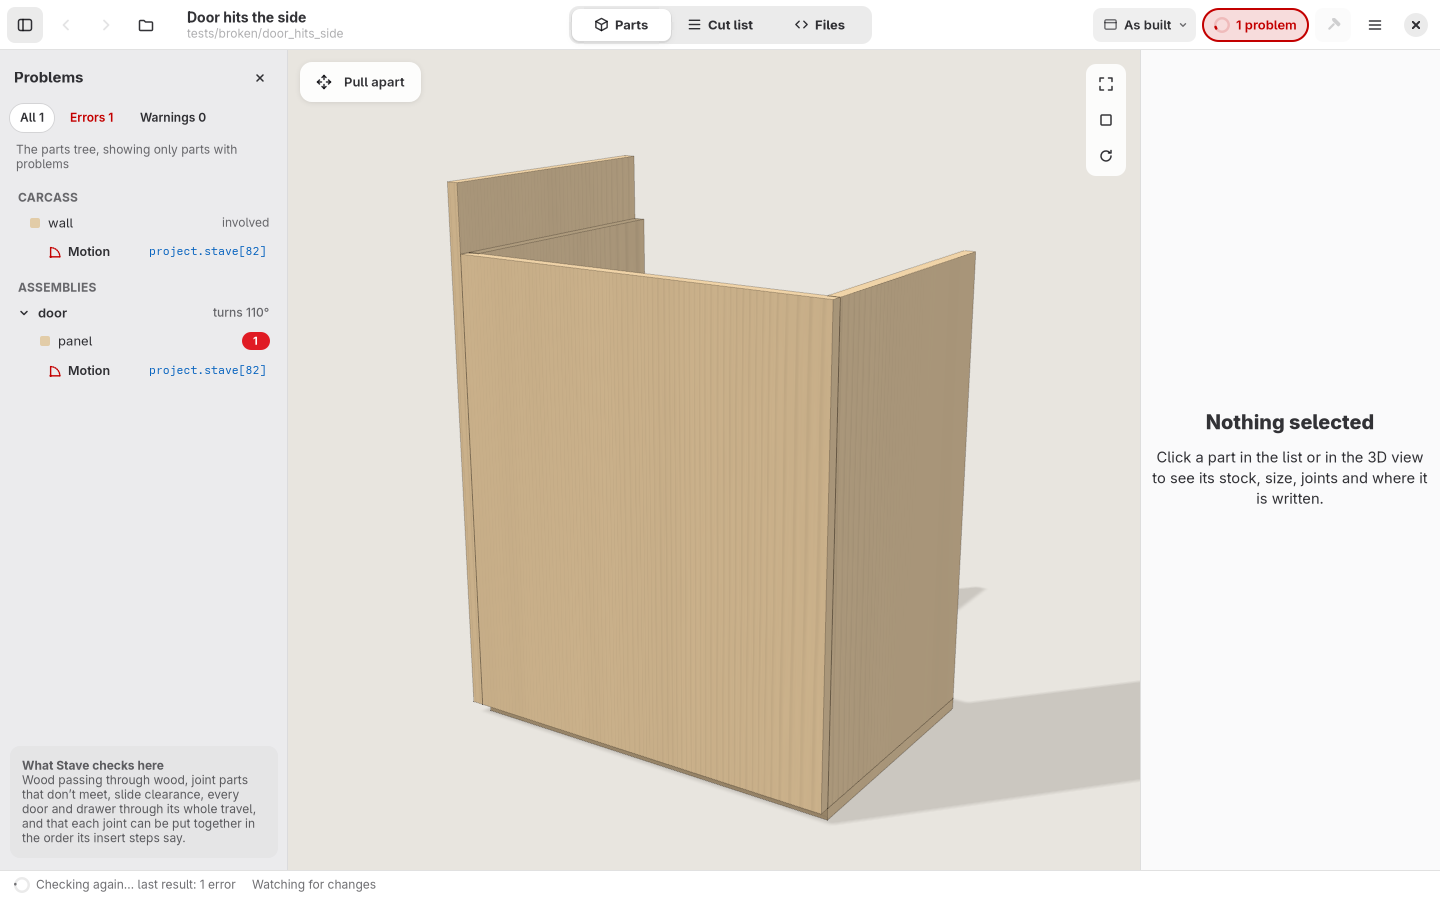 Door hits the side
tests/broken/door_hits_side
Parts
Cut list
Files
As built
1 problem
Problems
All 1
Errors 1
Warnings 0
The parts tree, showing only parts with
problems
CARCASS
wall
involved
Motion
project.stave[82]
ASSEMBLIES
door
turns 110°
panel
1
Motion
project.stave[82]
What Stave checks here
Wood passing through wood, joint parts
that don’t meet, slide clearance, every
door and drawer through its whole travel,
and that each joint can be put together in
the order its insert steps say.
Pull apart
Nothing selected
Click a part in the list or in the 3D view
to see its stock, size, joints and where it
is written.
Checking again… last result: 1 error
Watching for changes